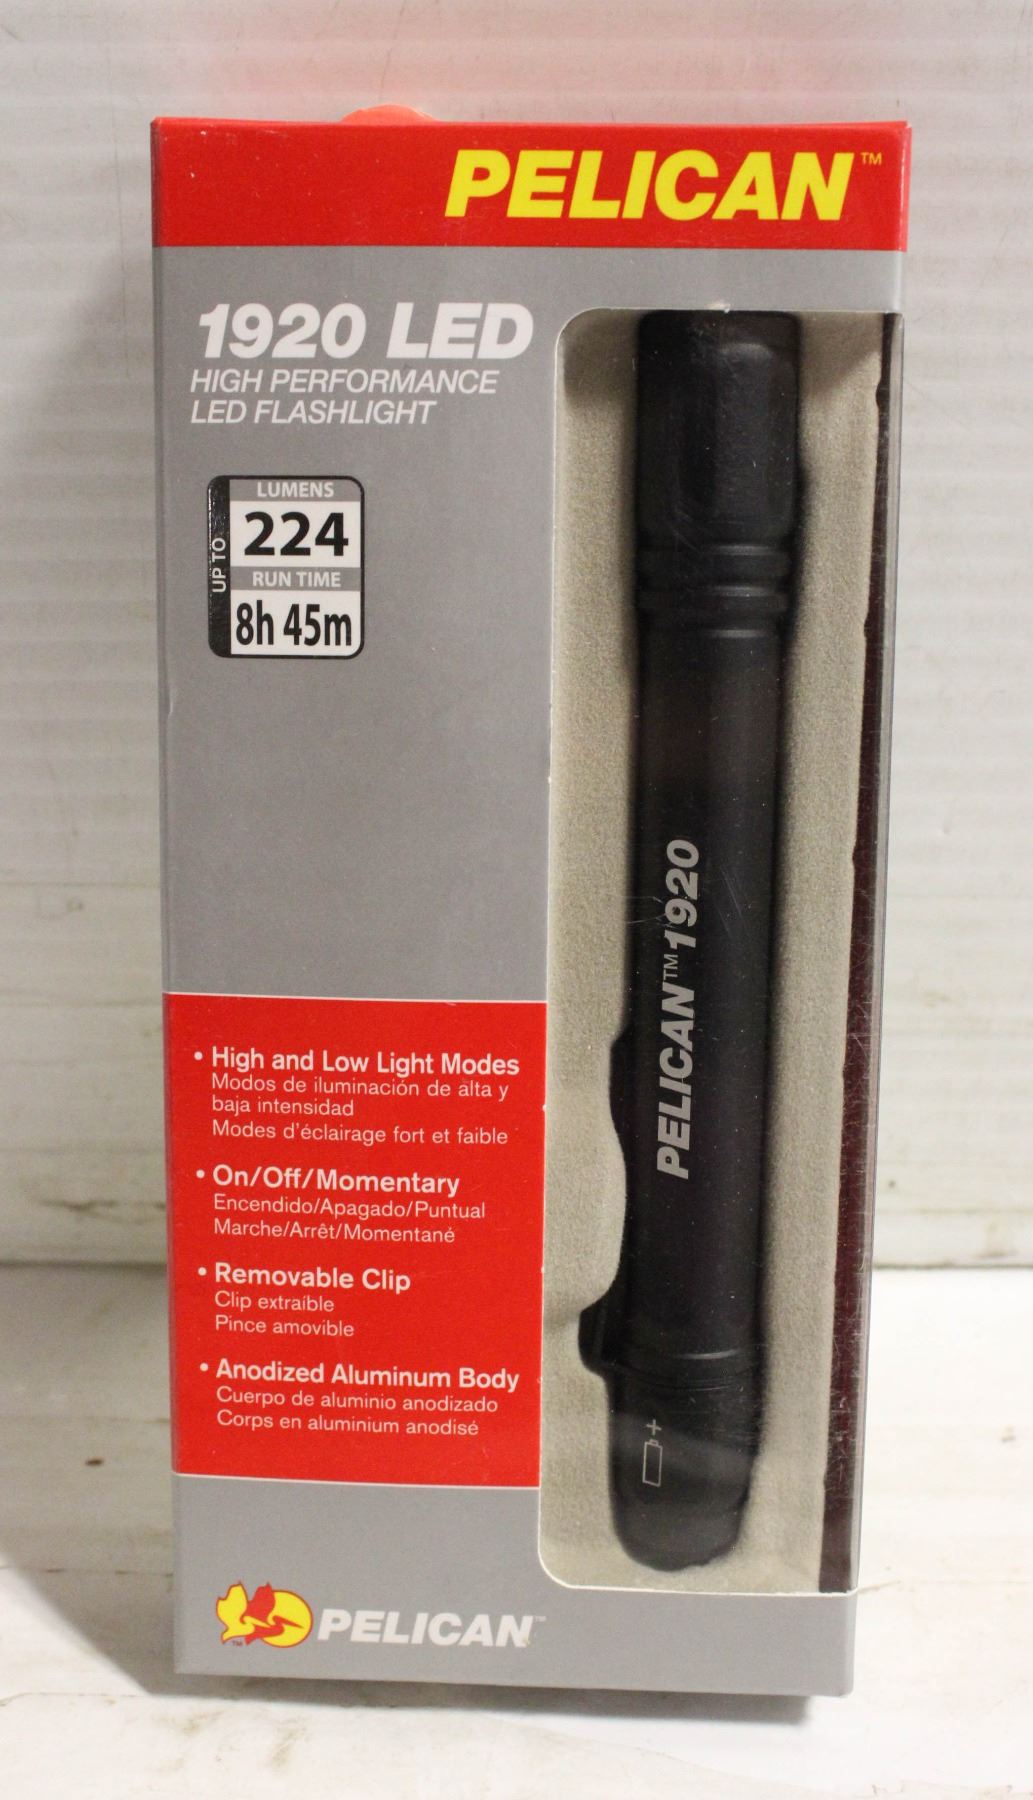 PELICAN™
1920 LED
HIGH PERFORMANCE
LED FLASHLIGHT
UP TO
LUMENS
224
RUN TIME
8h 45m
• High and Low Light Modes
Modos de iluminación de alta y
baja intensidad
Modes d'éclairage fort et faible
• On/Off/Momentary
Encendido/Apagado/Puntual
Marche/Arrêt/Momentané
• Removable Clip
Clip extraíble
Pince amovible
• Anodized Aluminum Body
Cuerpo de aluminio anodizado
Corps en aluminium anodisé
PELICAN™ 1920
+
™ PELICAN™